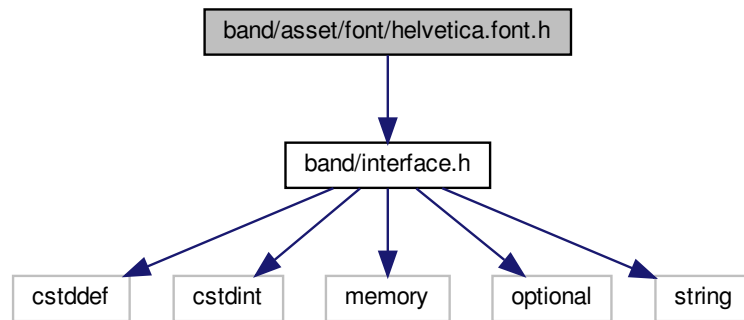 band/asset/font/helvetica.font.h
band/interface.h
cstddef
cstdint
memory
optional
string